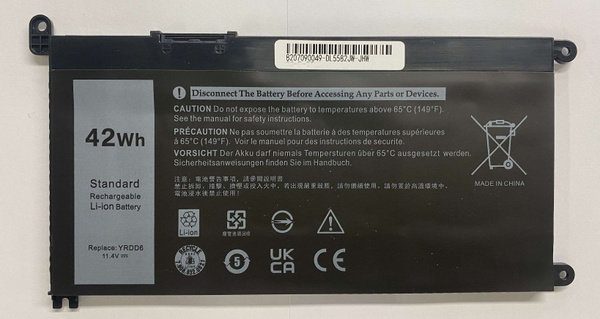 8207090049-DL5582JW-JHW
! Disconnect The Battery Before Accessing Any Parts or Devices.
CAUTION Do not expose the battery to temperatures above 65°C (149°F).
See the manual for safety instructions.
PRÉCAUTION Ne pas soumettre la batterie à des temperatures supérieures
à 65°C (149°F). Voir le manuel pour des instructions de securite.
VORSICHT Der Akku darf niemals Temspersturen über 65°C ausgesetzt werden.
Sicherheitsanweisungen finden Sie im Handbuch.
42Wh
Standard
Rechargeable
Li-ion Battery
Replace: YRDD6
11.4V
MADE IN CHINA
Li-ion
5
UK
CA
CE